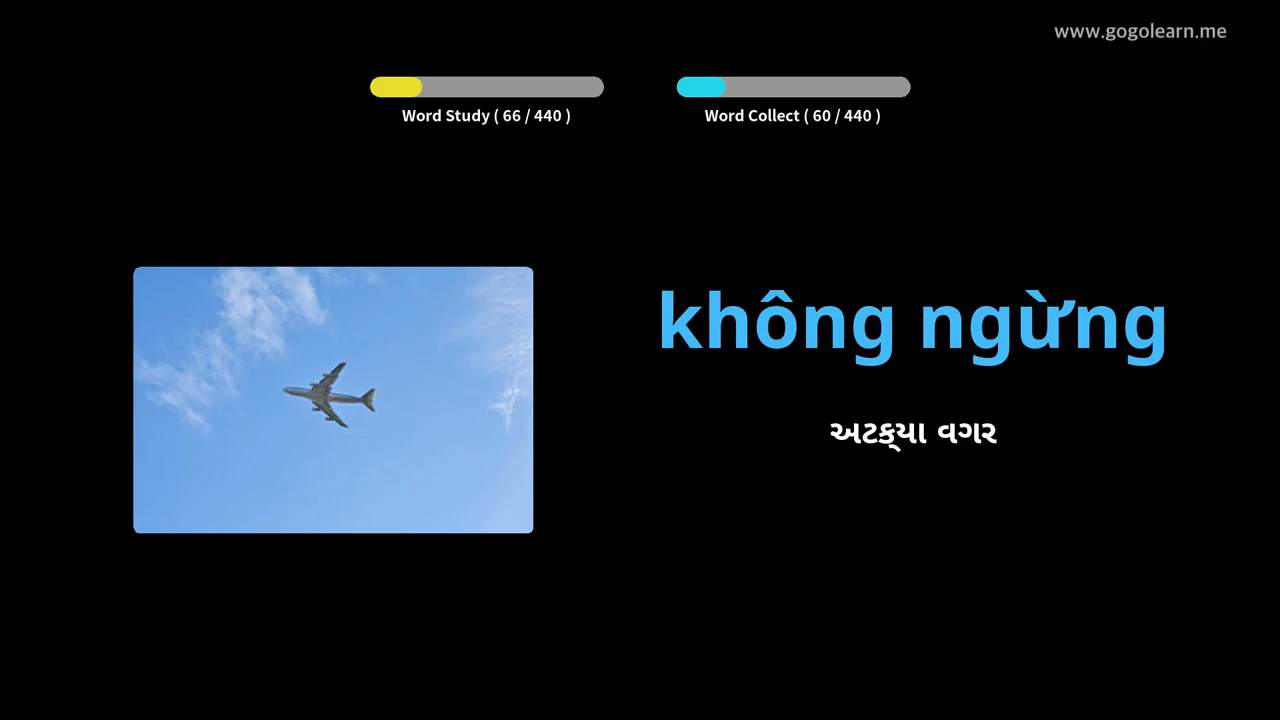 www.gogolearn.me
Word Study ( 66 / 440 )
Word Collect ( 60 / 440 )
không ngừng
અટક્યા વગર